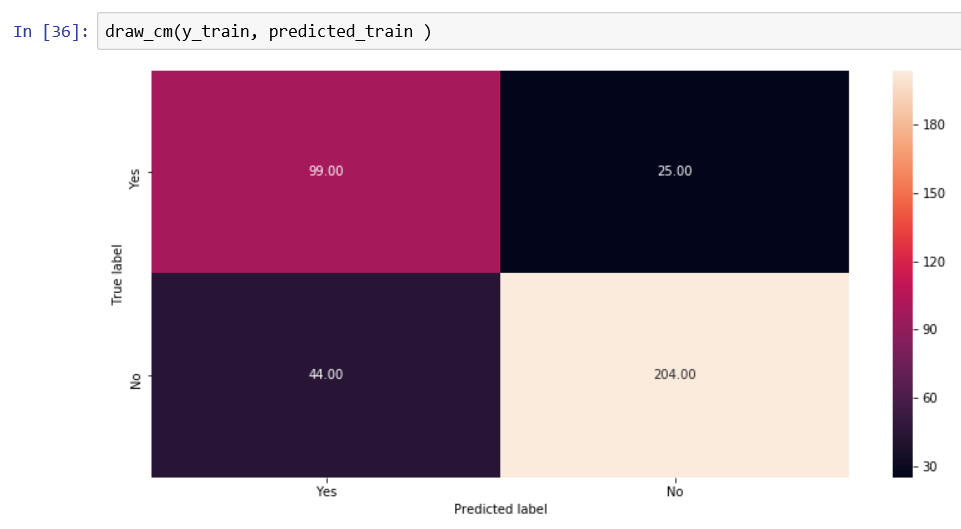 In [36]: draw_cm(y_train, predicted_train )
180
Yes
99.00
25.00
150
True label
120
90
No
44.00
204.00
60
30
Yes
No
Predicted label